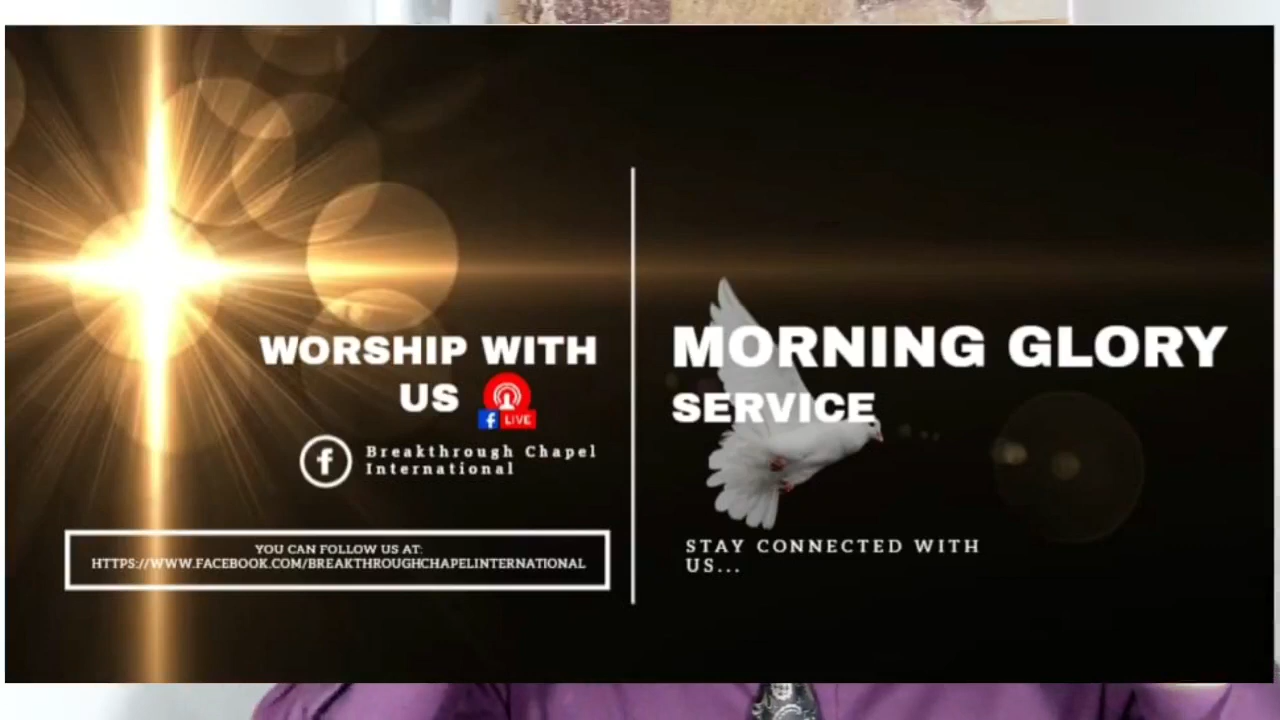 WORSHIP WITH
US
f LIVE
f
Breakthrough Chapel
International
YOU CAN FOLLOW US AT:
HTTPS://WWW.FACEBOOK.COM/BREAKTHROUGHCHAPELINTERNATIONAL
MORNING GLORY
SERVICE
STAY CONNECTED WITH
US...